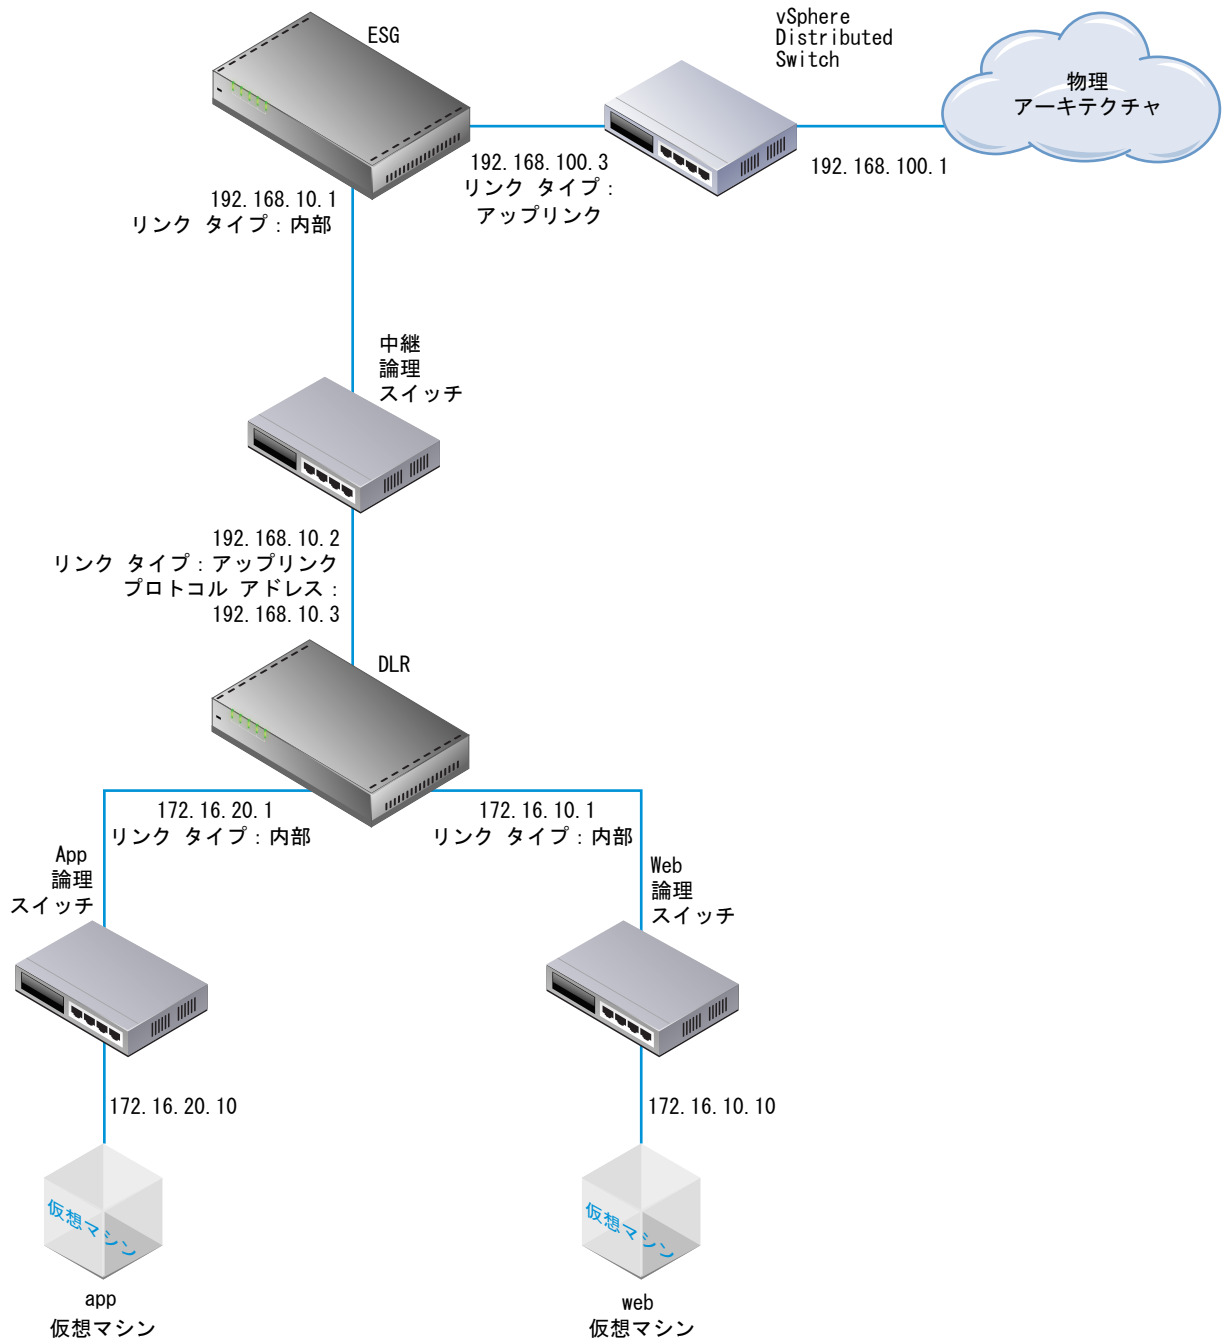 ESG
vSphere
Distributed
Switch
物理
アーキテクチャ
192.168.100.3
リンク タイプ：
アップリンク
192.168.100.1
192.168.10.1
リンク タイプ：内部
中継
論理
スイッチ
192.168.10.2
リンク タイプ：アップリンク
プロトコル アドレス：
192.168.10.3
DLR
172.16.20.1
リンク タイプ：内部
172.16.10.1
リンク タイプ：内部
App
論理
スイッチ
Web
論理
スイッチ
172.16.20.10
172.16.10.10
仮想マシン
仮想マシン
app
仮想マシン
web
仮想マシン